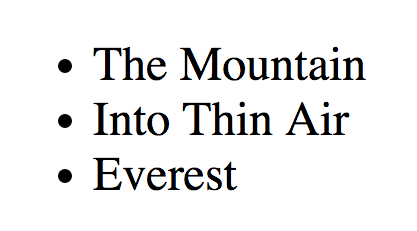 • The Mountain
• Into Thin Air
• Everest